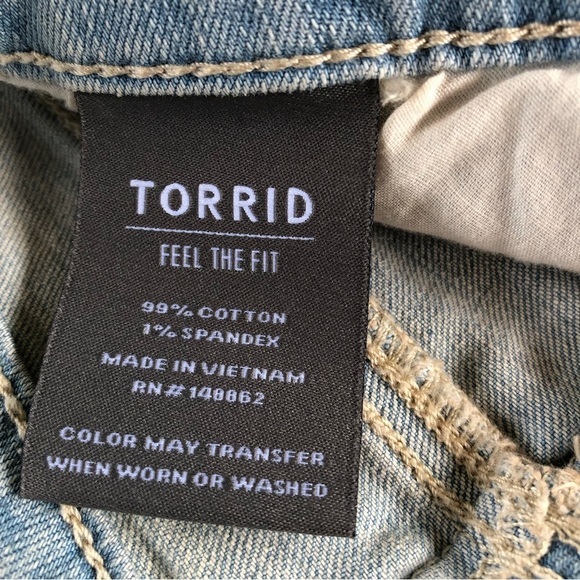 TORRID
FEEL THE FIT
99% COTTON
1% SPANDEX
MADE IN VIETNAM
RN# 140862
COLOR MAY TRANSFER
WHEN WORN OR WASHED